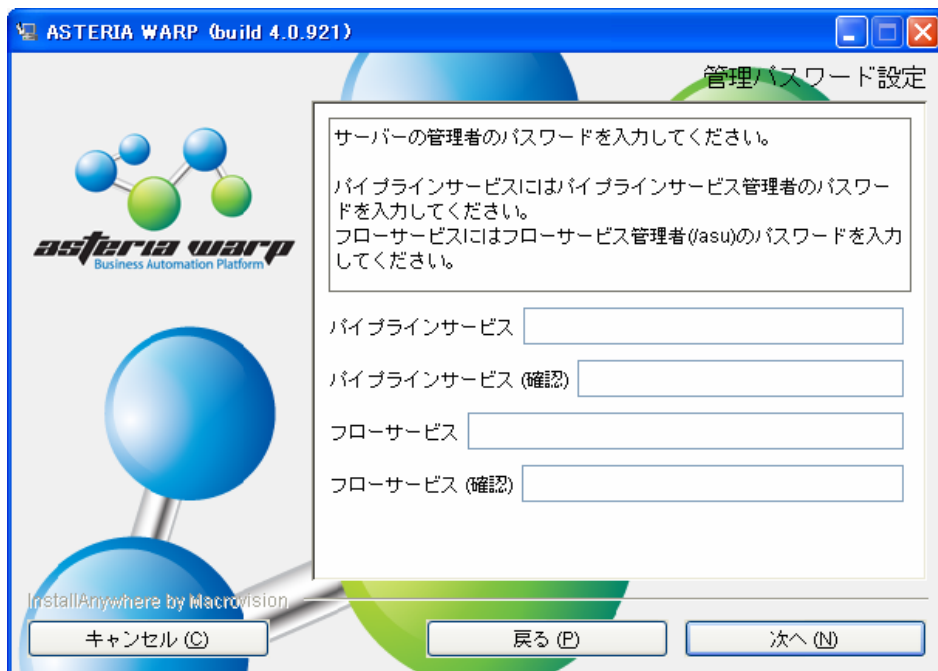 ASTERIA WARP (build 4.0.921)
管理パスワード設定
asteria warp
Business Automation Platform
サーバーの管理者のパスワードを入力してください。
パイプラインサービスにはパイプラインサービス管理者のパスワー
ドを入力してください。
フローサービスにはフローサービス管理者(/asu)のパスワードを入力
してください。
パイプラインサービス
パイプラインサービス (確認)
フローサービス
フローサービス (確認)
InstallAnywhere by Macrovision
キャンセル (C)
戻る (P)
次へ (N)